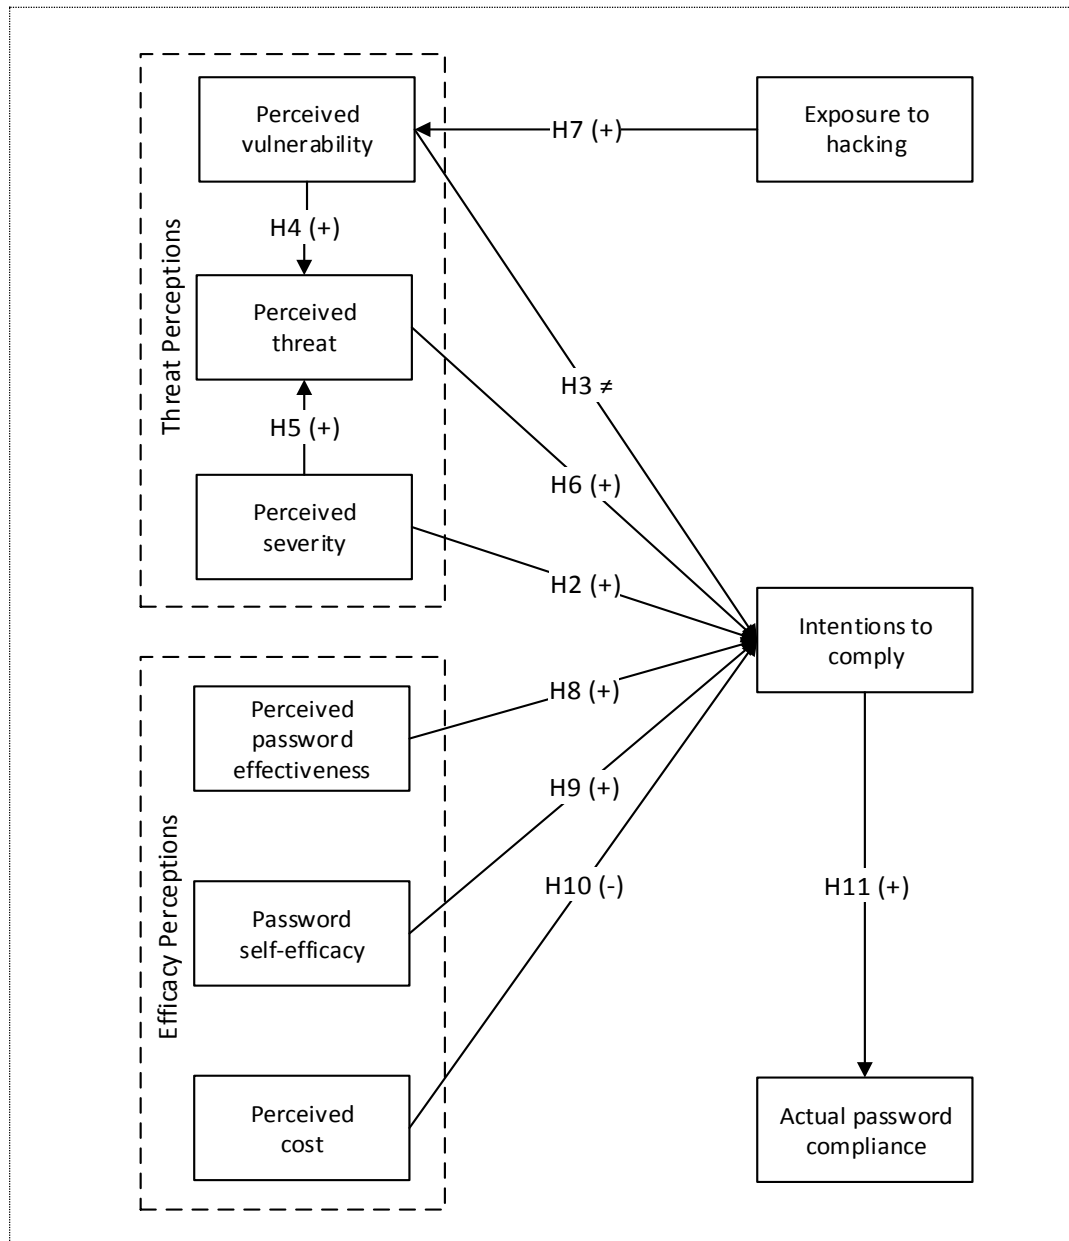 Perceived
vulnerability
H7 (+)
Exposure to
hacking
H4 (+)
Threat Perceptions
Perceived
threat
H3 ≠
H5 (+)
H6 (+)
Perceived
severity
H2 (+)
Intentions to
comply
H8 (+)
Perceived
password
effectiveness
H9 (+)
Efficacy Perceptions
Password
self-efficacy
H10 (-)
H11 (+)
Perceived
cost
Actual password
compliance